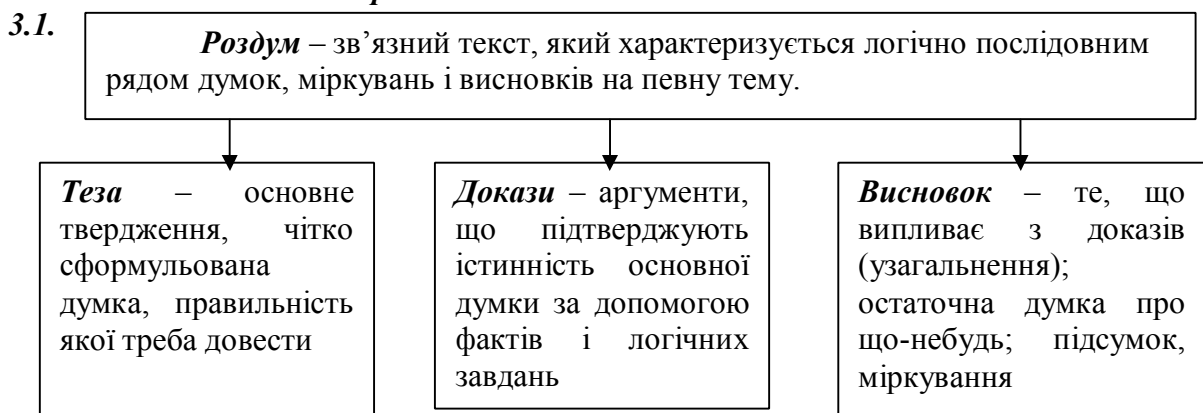 3.1.
Роздум – зв’язний текст, який характеризується логічно послідовним
рядом думок, міркувань і висновків на певну тему.
Теза – основне
твердження, чітко
сформульована
думка, правильність
якої треба довести
Докази – аргументи,
що підтверджують
істинність основної
думки за допомогою
фактів і логічних
завдань
Висновок – те, що
випливає з доказів
(узагальнення);
остаточна думка про
що-небудь; підсумок,
міркування